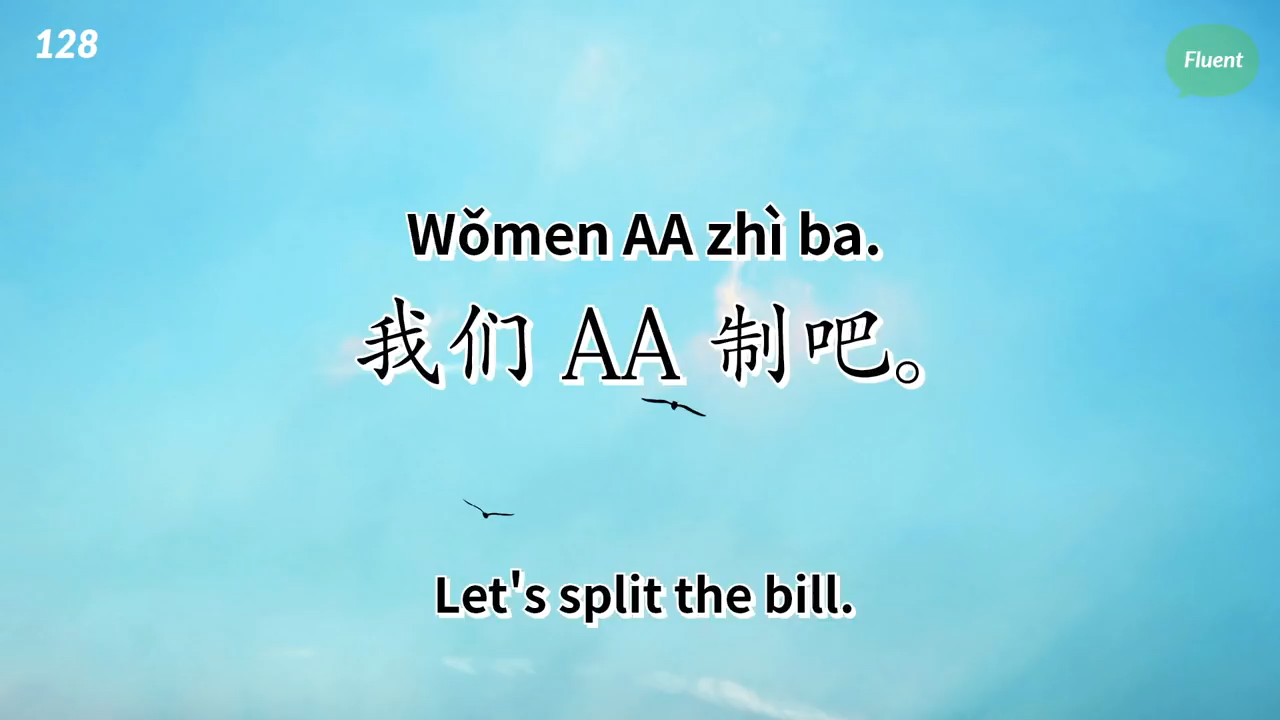 128
Fluent
Wǒmen AA zhì ba.
我们 AA 制吧。
Let's split the bill.